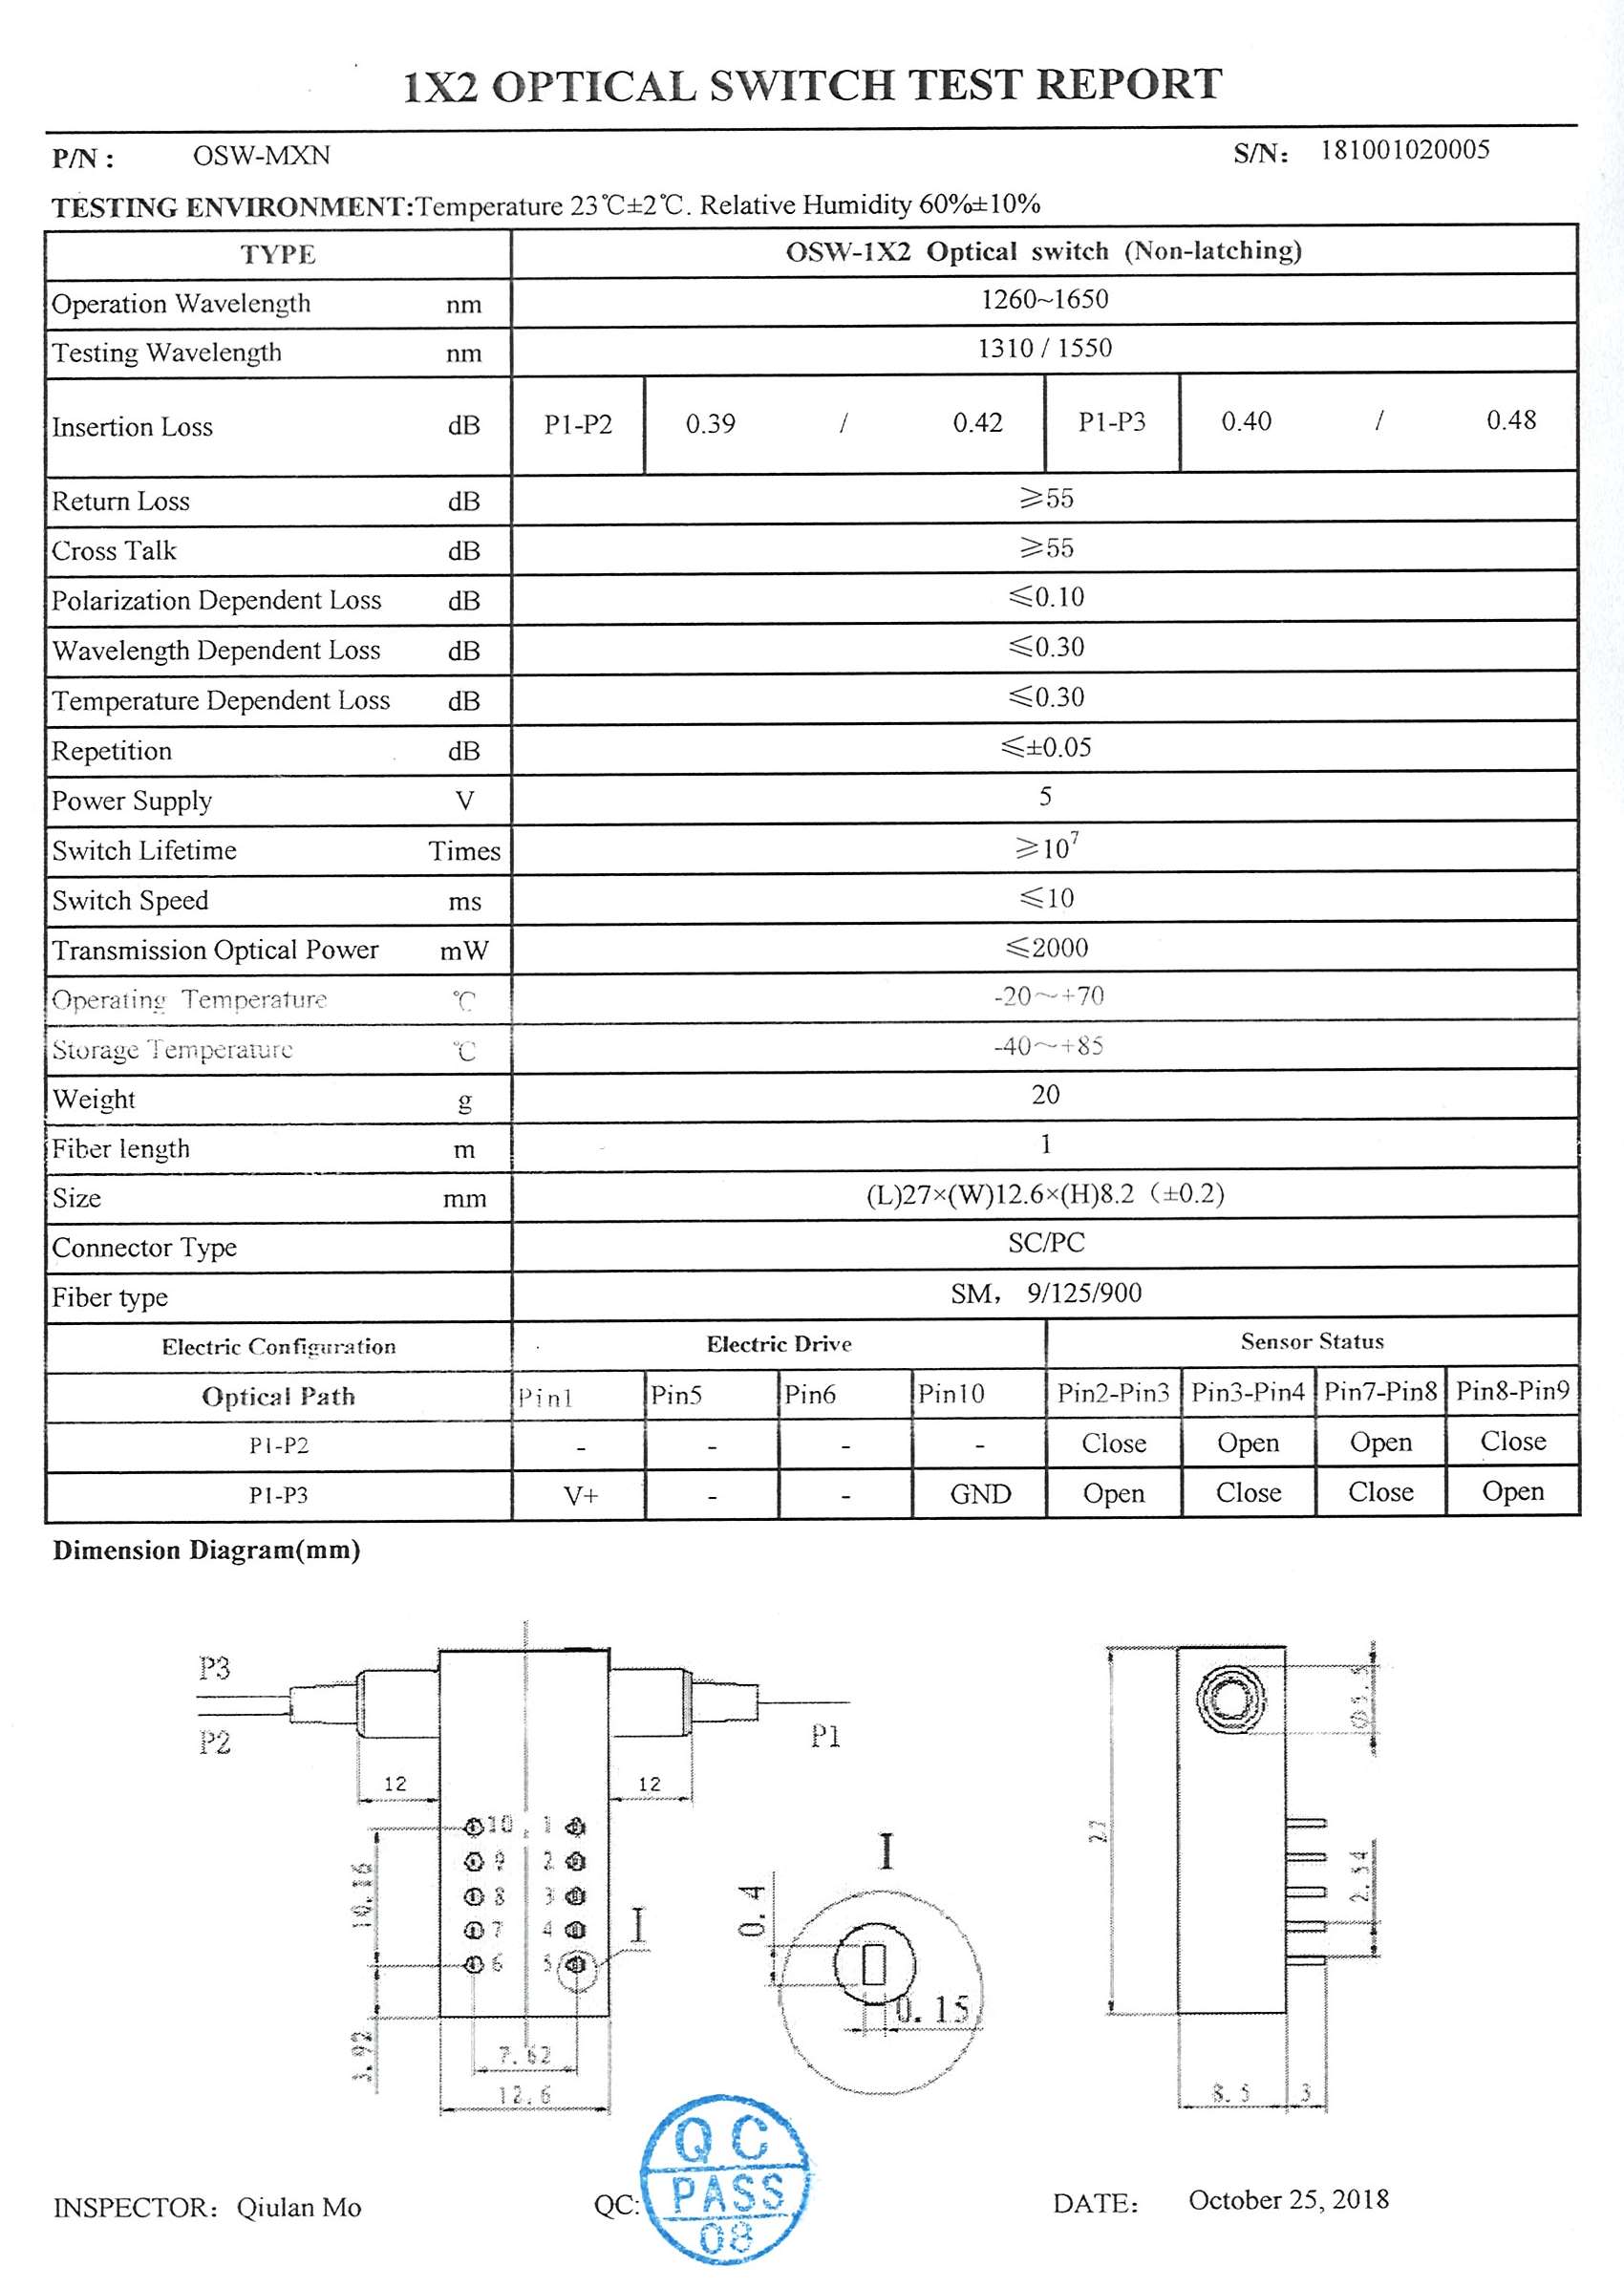 1X2 OPTICAL SWITCH TEST REPORT
P/N : OSW-MXN S/N: 181001020005
TESTING ENVIRONMENT:Temperature 23℃±2℃. Relative Humidity 60%±10%
TYPE OSW-1X2 Optical switch (Non-latching)
Operation Wavelength nm 1260~1650
Testing Wavelength nm 1310 / 1550
Insertion Loss dB P1-P2 0.39 / 0.42 P1-P3 0.40 / 0.48
Return Loss dB ≥55
Cross Talk dB ≥55
Polarization Dependent Loss dB ≤0.10
Wavelength Dependent Loss dB ≤0.30
Temperature Dependent Loss dB ≤0.30
Repetition dB ≤±0.05
Power Supply V 5
Switch Lifetime Times ≥10⁷
Switch Speed ms ≤10
Transmission Optical Power mW ≤2000
Operating Temperature ℃ -20～+70
Storage Temperature ℃ -40～+85
Weight g 20
Fiber length m 1
Size mm (L)27×(W)12.6×(H)8.2（±0.2)
Connector Type SC/PC
Fiber type SM， 9/125/900
Electric Configuration Electric Drive Sensor Status
Optical Path Pin1 Pin5 Pin6 Pin10 Pin2-Pin3 Pin3-Pin4 Pin7-Pin8 Pin8-Pin9
P1-P2 - - - - Close Open Open Close
P1-P3 V+ - - GND Open Close Close Open
Dimension Diagram(mm)
P3
P2
P1
12 12
10 1
9 2
8 3
7 4
6 5
I
10.16
3.92
7.62
12.6
I
0.4
0.15
Ø5.5
27
2.54
8.5 3
INSPECTOR: Qiulan Mo QC: DATE: October 25, 2018
QC
PASS
08